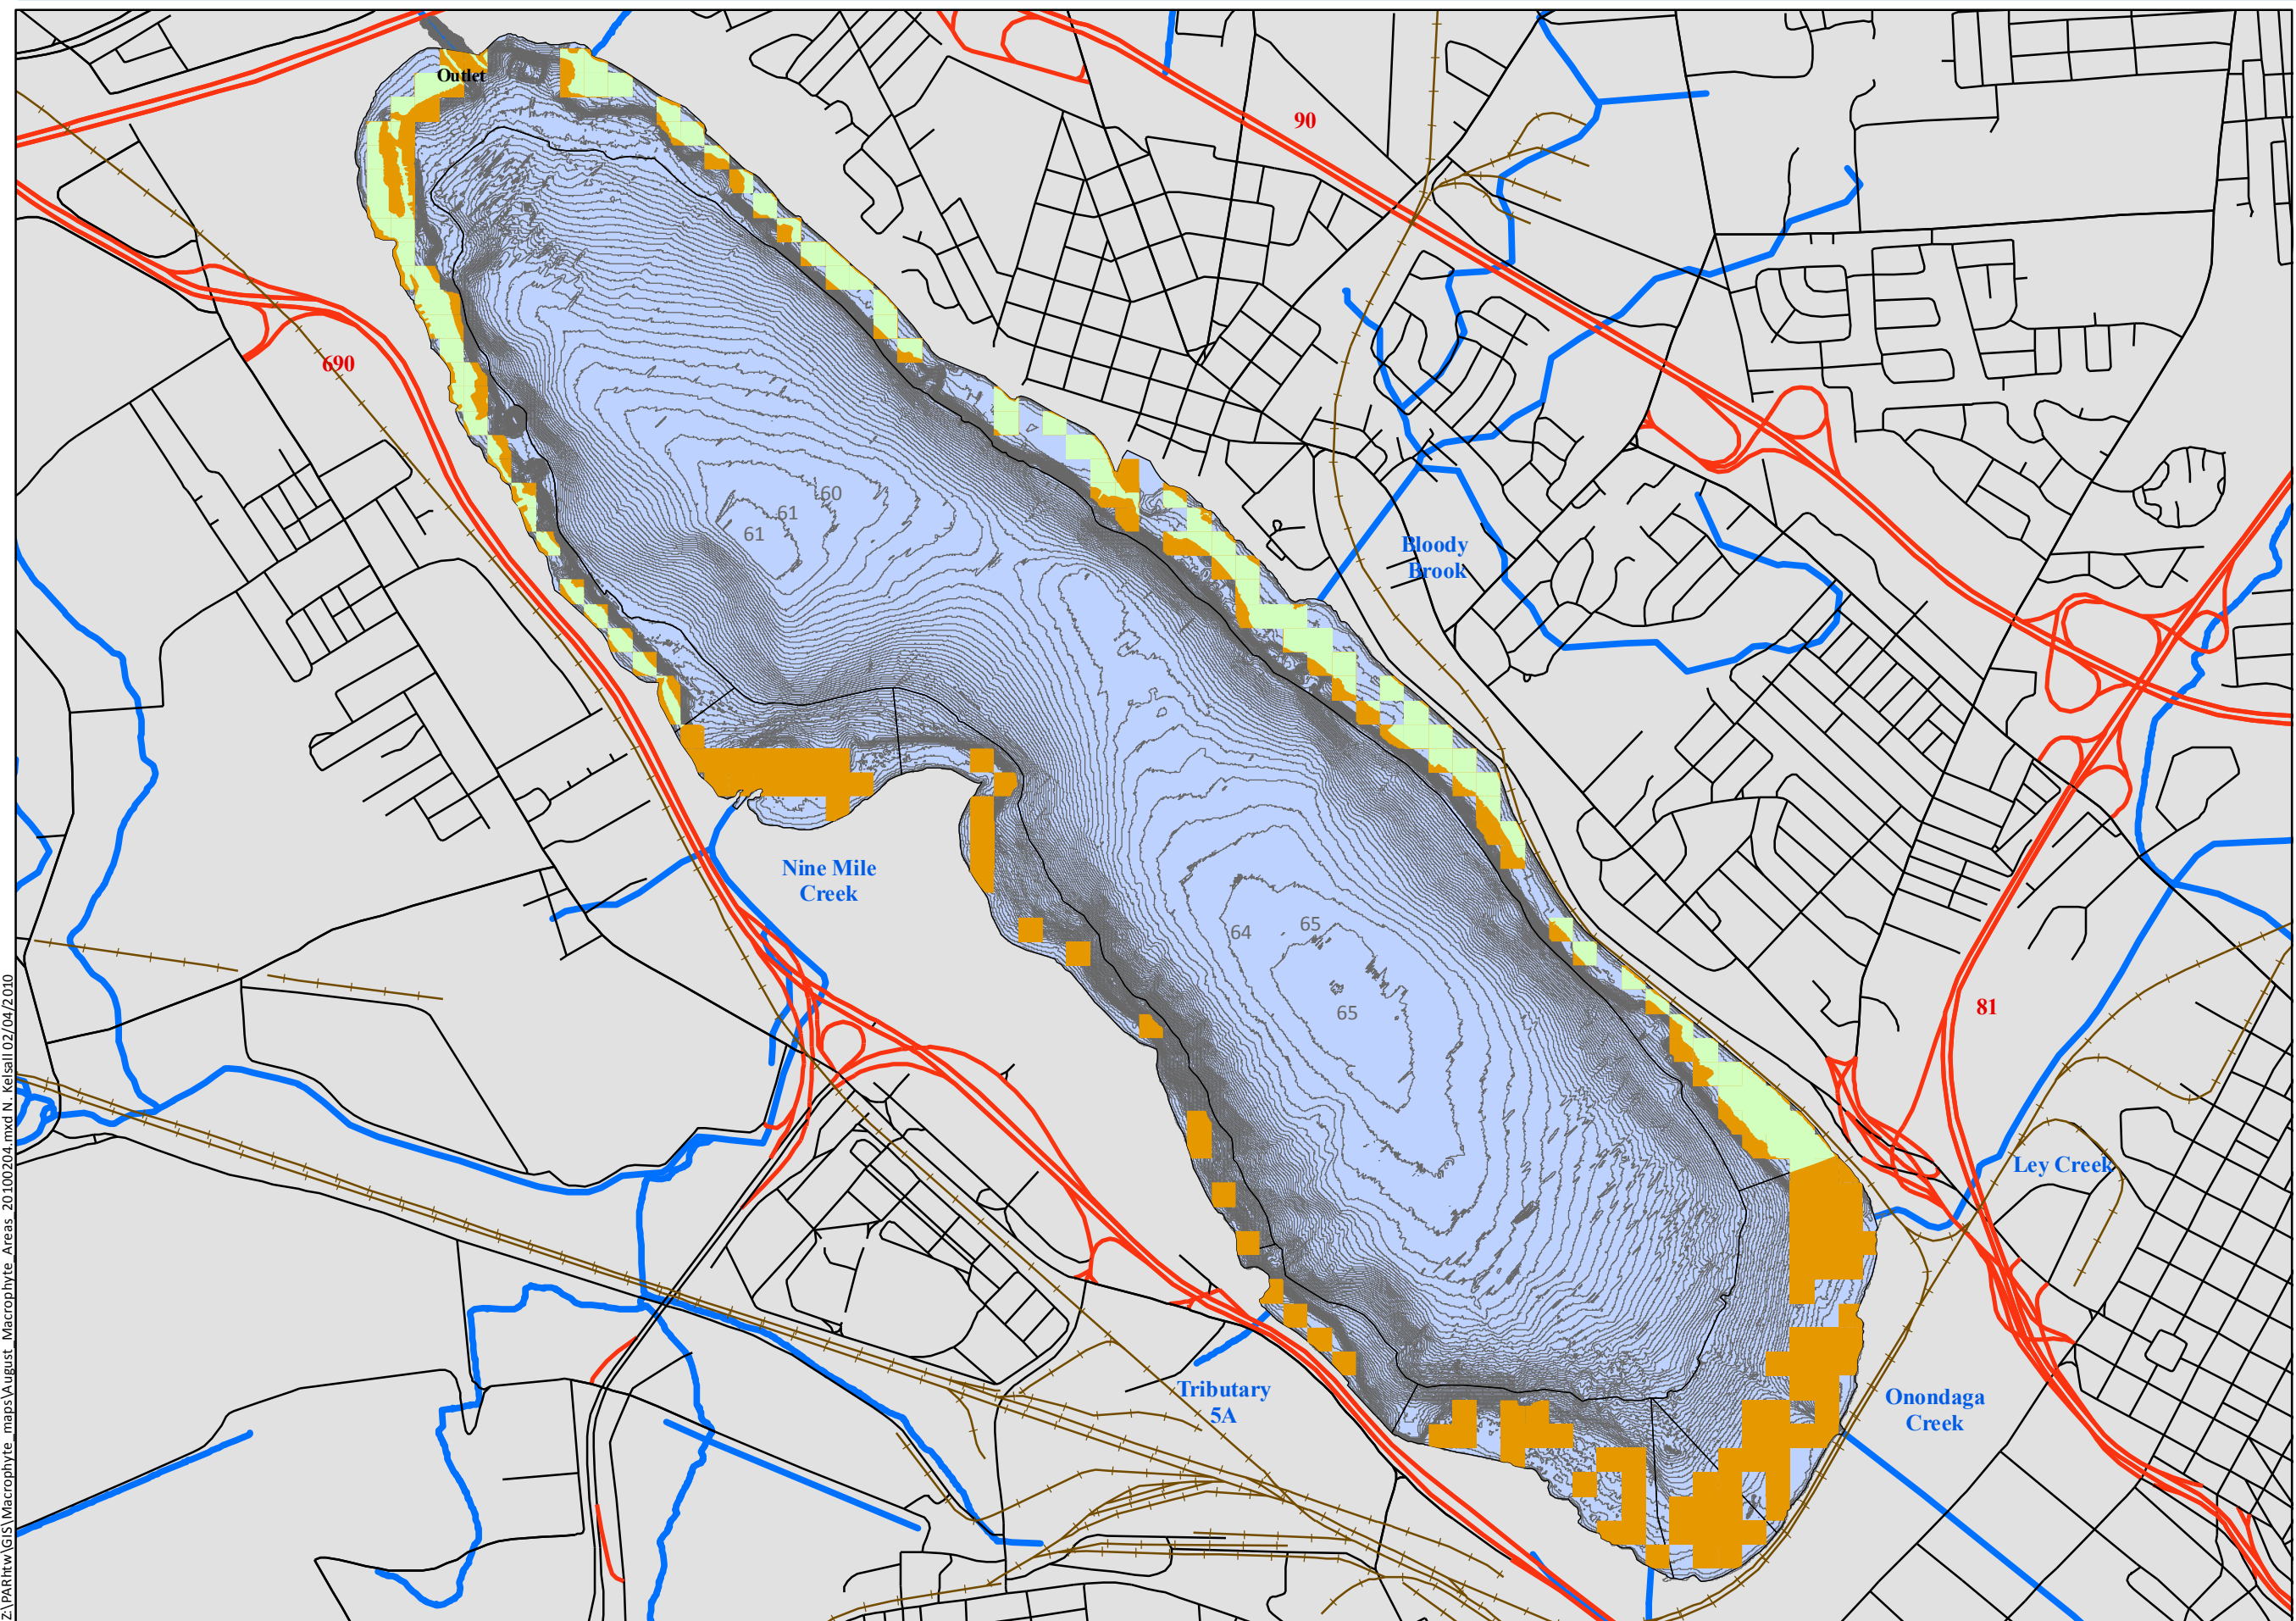 Outlet
90
690
60
61
61
Bloody
Brook
Nine Mile
Creek
64
65
65
81
Ley Creek
Tributary
5A
Onondaga
Creek
Z:\PARhtw\GIS\Macrophyte_maps\August_Macrophyte_Areas_20100204.mxd N. Kelsall 02/04/2010